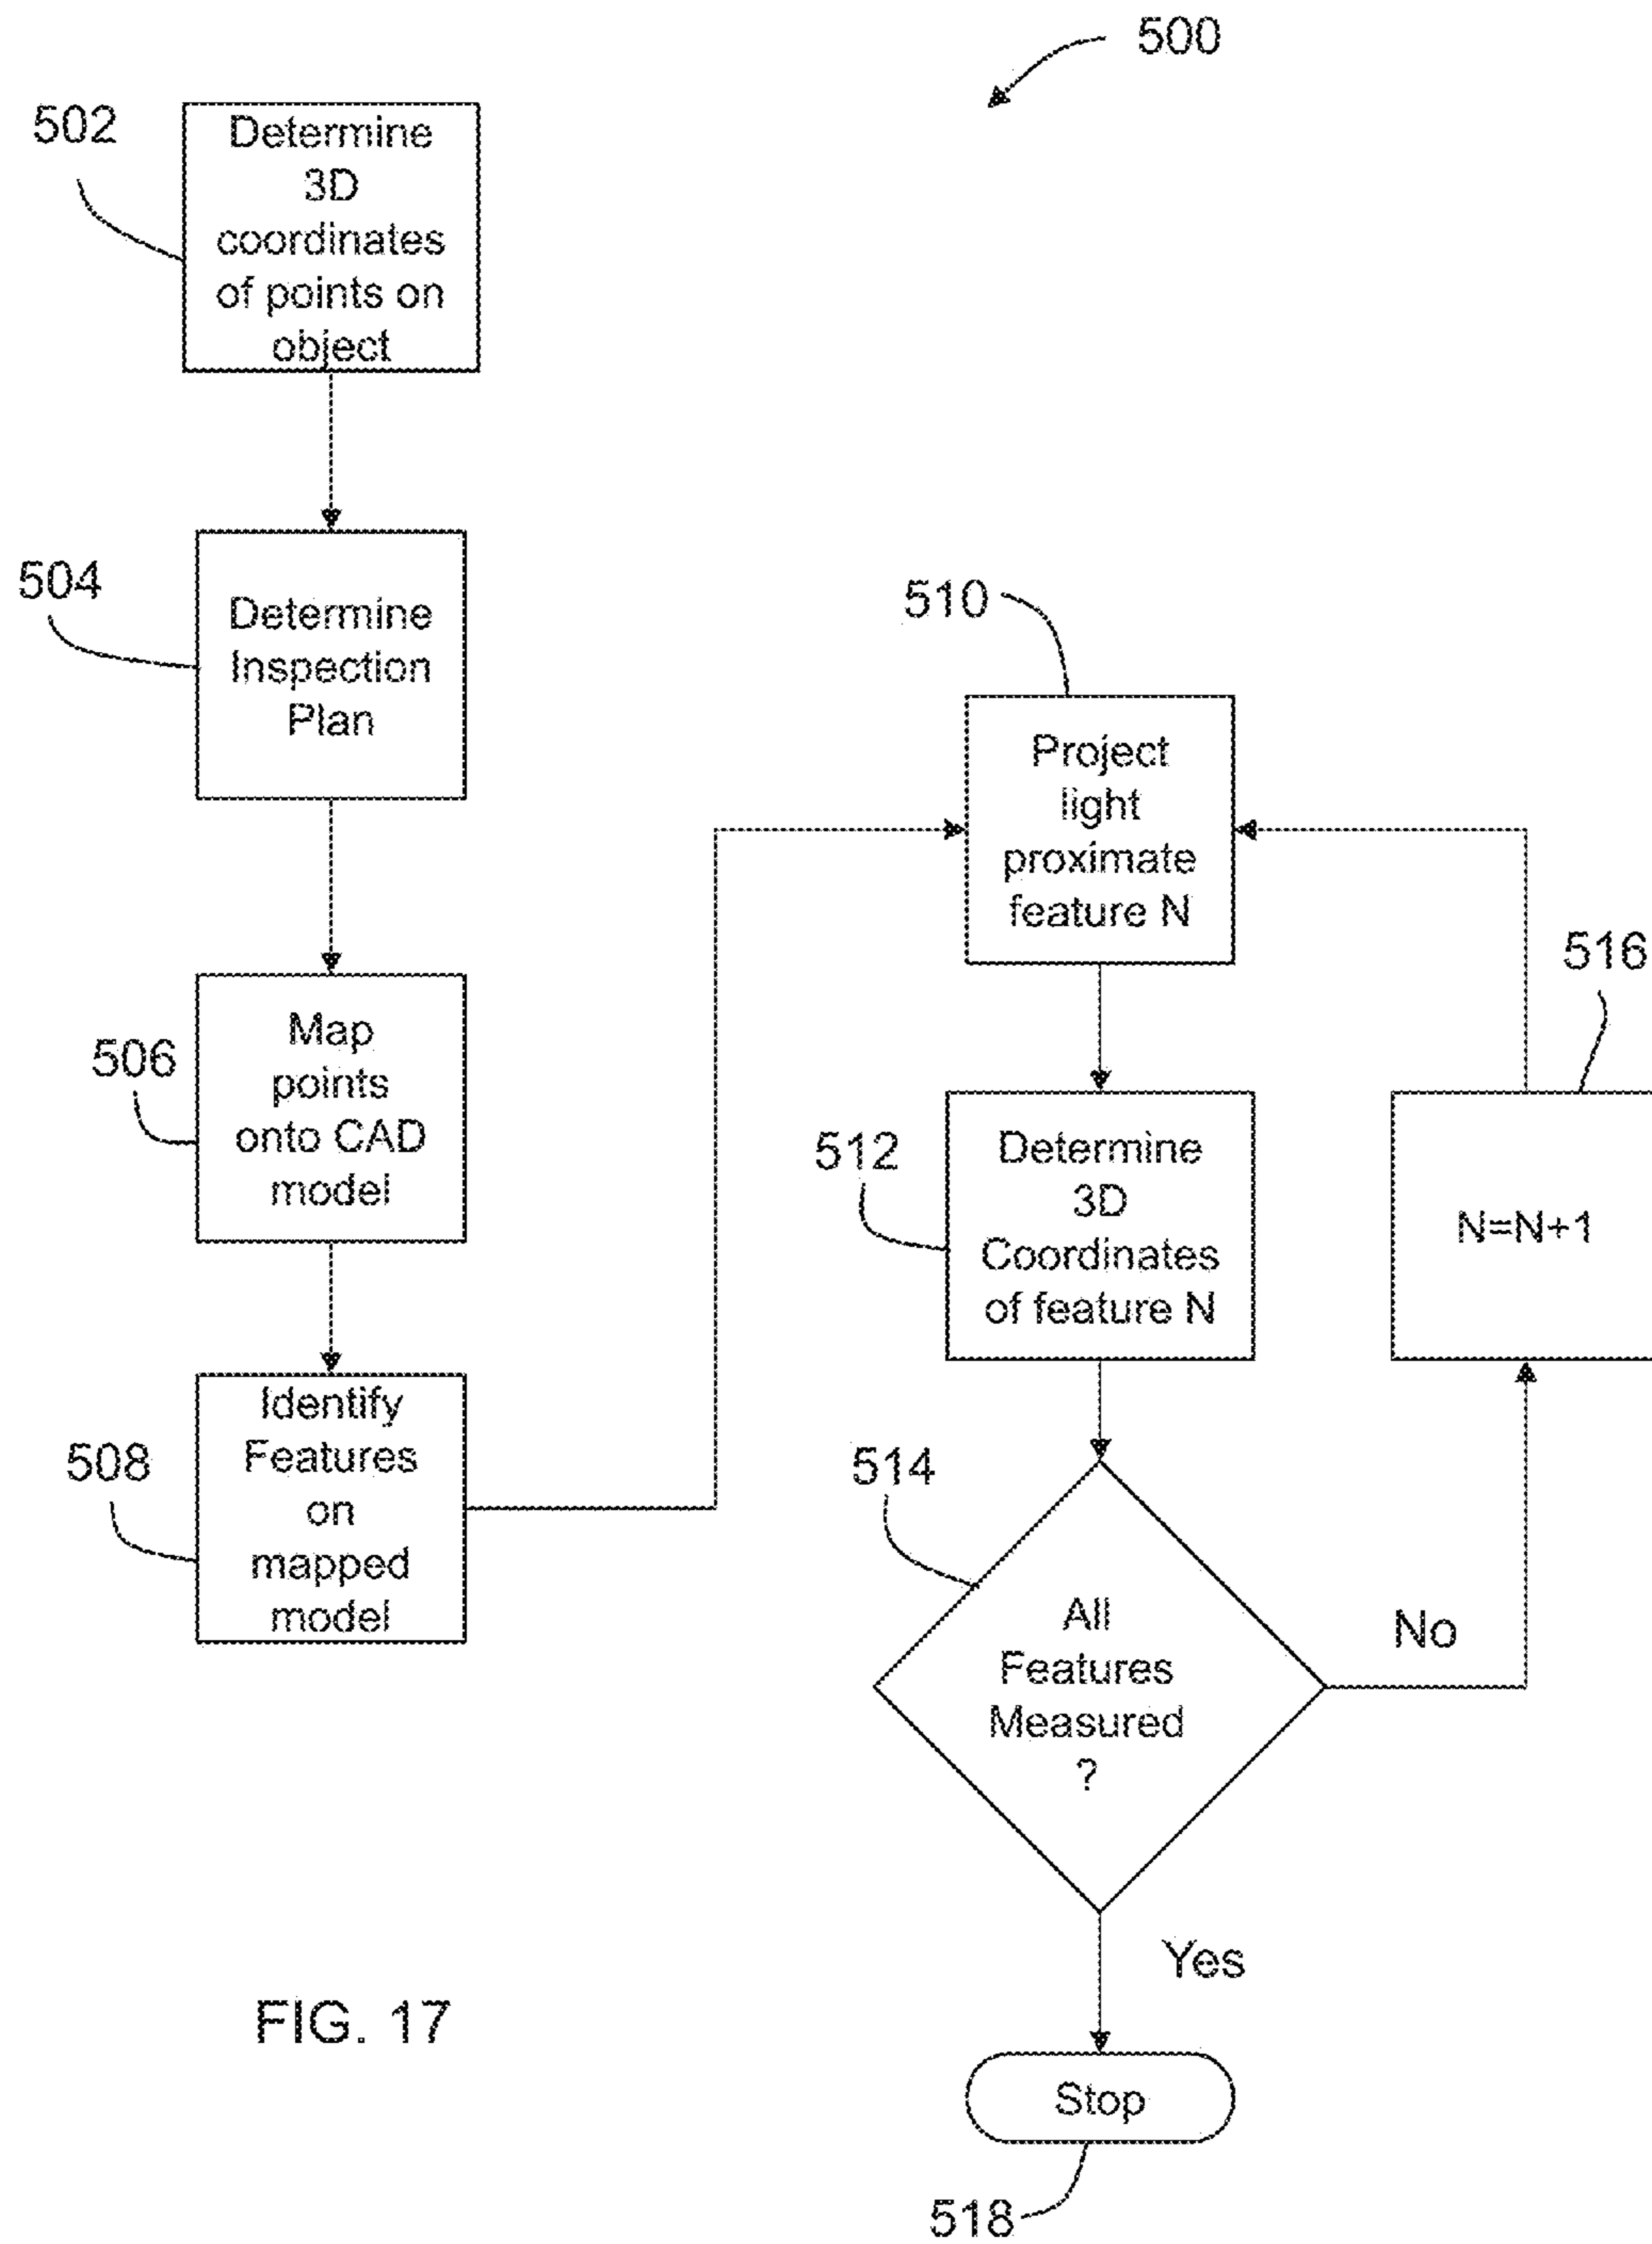 500
502
Determine
3D
coordinates
of points on
object
504
Determine
Inspection
Plan
506
Map
points
onto CAD
model
508
Identify
Features
on
mapped
model
510
Project
light
proximate
feature N
512
Determine
3D
Coordinates
of feature N
516
N=N+1
514
All
Features
Measured
?
No
Yes
Stop
518
FIG. 17